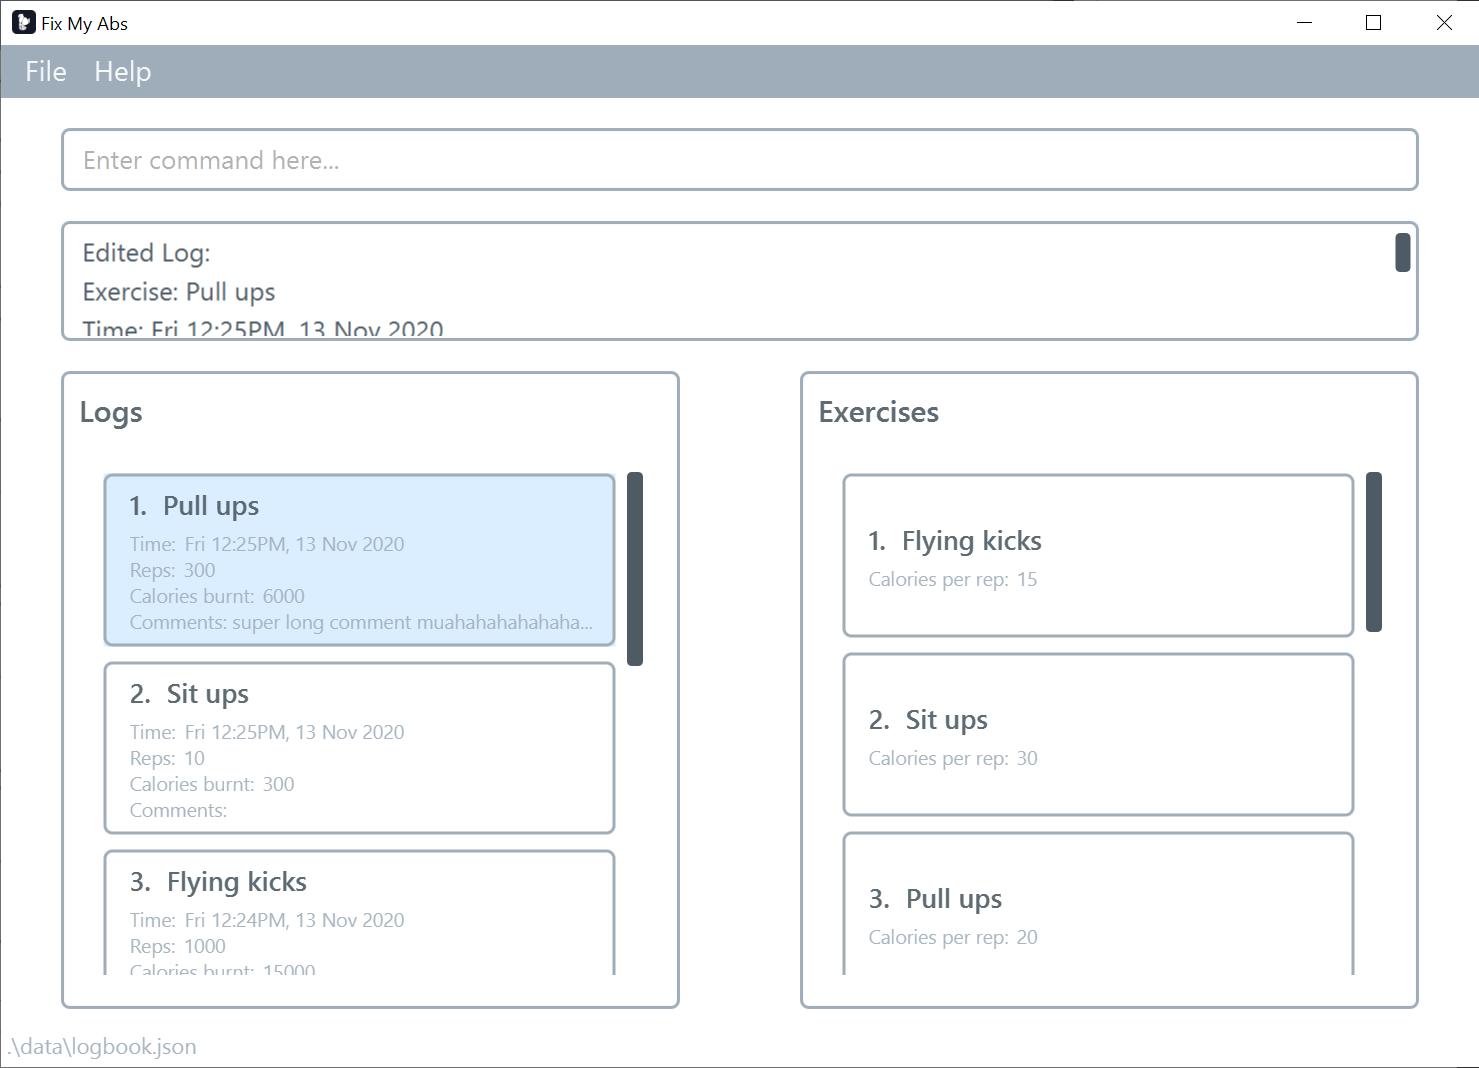 Fix My Abs
File Help
Enter command here...
Edited Log:
Exercise: Pull ups
Time: Fri 12:25PM, 13 Nov 2020
Logs
1. Pull ups
Time: Fri 12:25PM, 13 Nov 2020
Reps: 300
Calories burnt: 6000
Comments: super long comment muahahahahahaha...
2. Sit ups
Time: Fri 12:25PM, 13 Nov 2020
Reps: 10
Calories burnt: 300
Comments:
3. Flying kicks
Time: Fri 12:24PM, 13 Nov 2020
Reps: 1000
Calories burnt: 15000
Exercises
1. Flying kicks
Calories per rep: 15
2. Sit ups
Calories per rep: 30
3. Pull ups
Calories per rep: 20
.\data\logbook.json